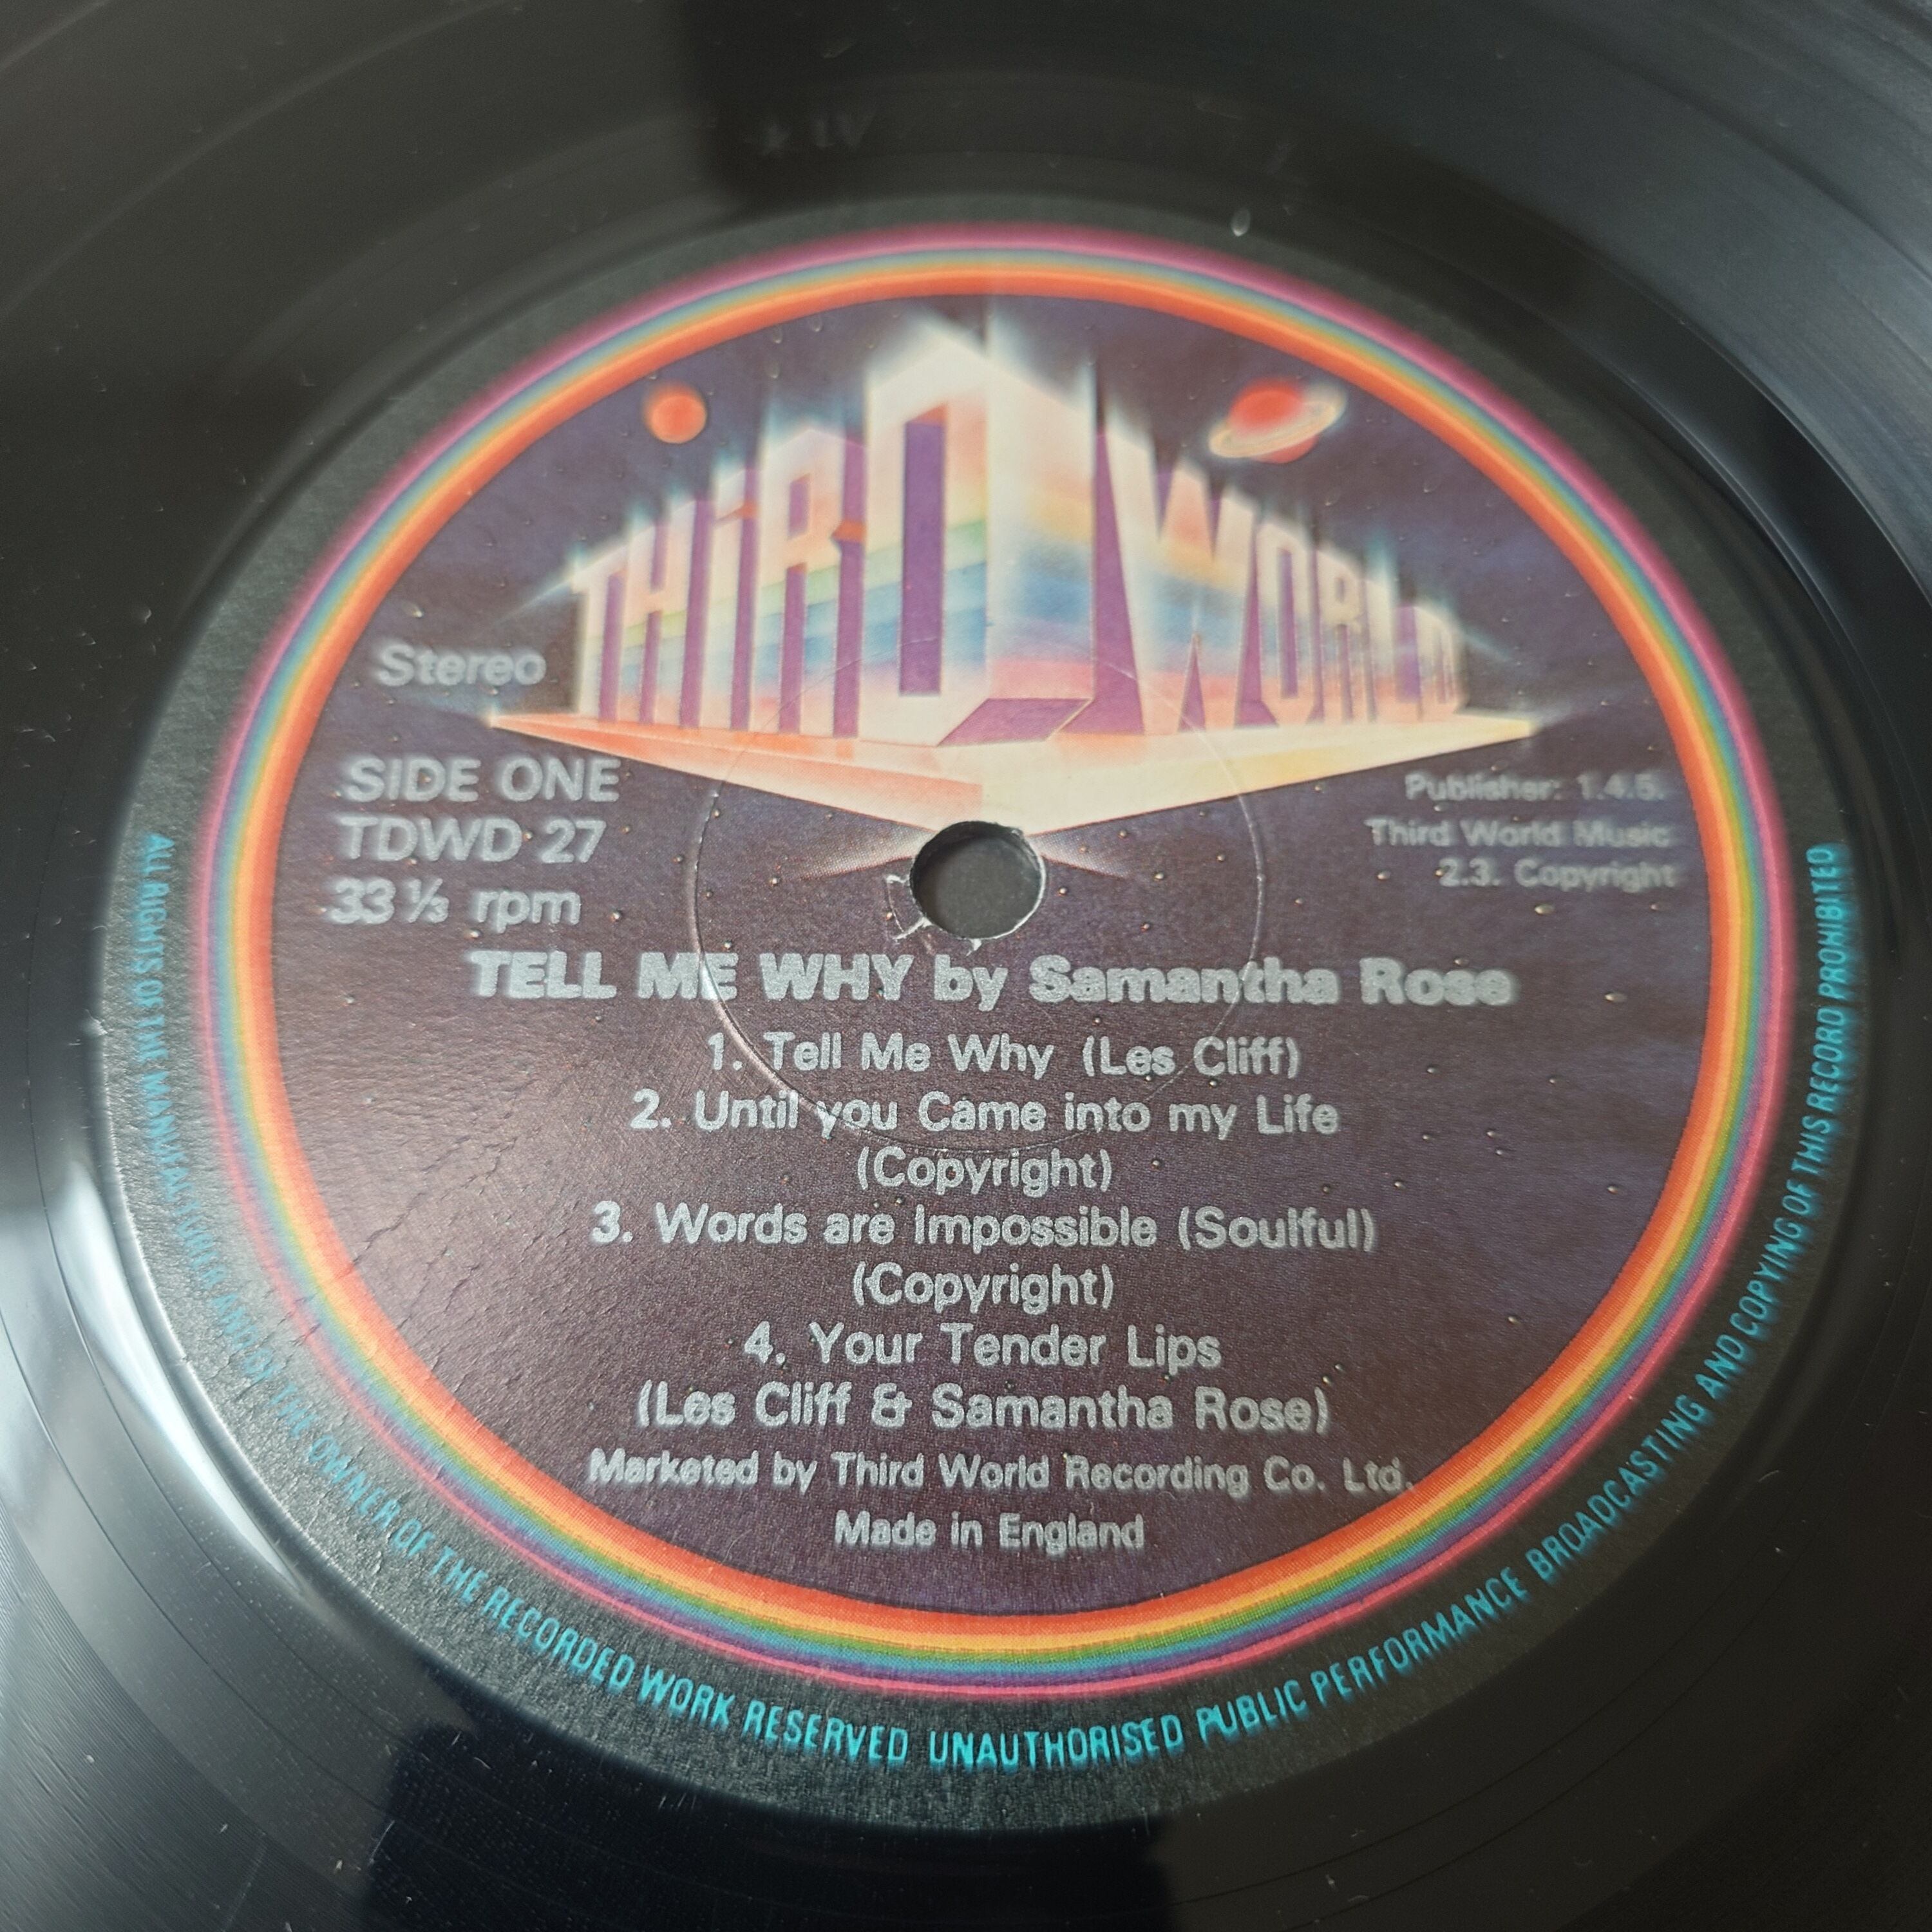 THiRD WORLD
Stereo
SIDE ONE
TDWD 27
33⅓ rpm
Publisher: 1.4.5.
Third World Music
2.3. Copyright
TELL ME WHY by Samantha Rose
1. Tell Me Why (Les Cliff)
2. Until you Came into my Life
(Copyright)
3. Words are Impossible (Soulful)
(Copyright)
4. Your Tender Lips
(Les Cliff & Samantha Rose)
Marketed by Third World Recording Co. Ltd.
Made in England
ALL RIGHTS OF THE MANUFACTURER AND OF THE OWNER OF THE RECORDED WORK RESERVED UNAUTHORISED PUBLIC PERFORMANCE BROADCASTING AND COPYING OF THIS RECORD PROHIBITED